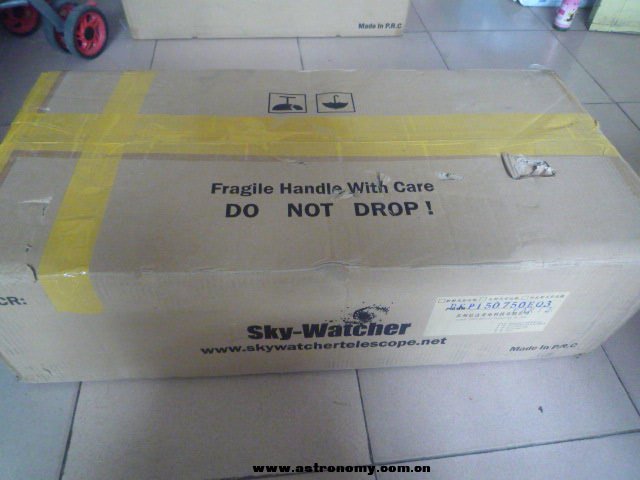 Made In P.R.C
Fragile Handle With Care
DO NOT DROP!
CR:
Sky-Watcher
www.skywatchertelescope.net
150750EQ3
Made In P.R.C
www.astronomy.com.cn